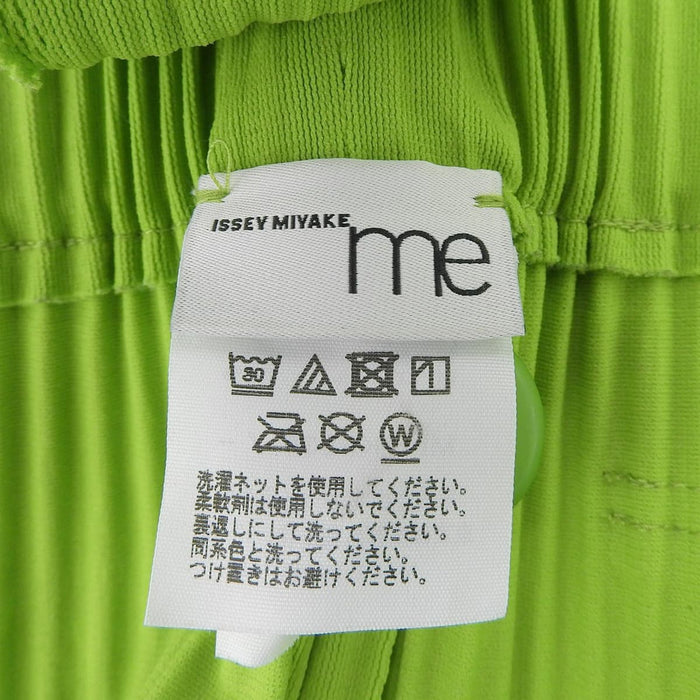 ISSEY MIYAKE me
30
1
W
洗濯ネットを使用してください。
柔軟剤は使用しないでください。
裏返しにして洗ってください。
同系色と洗ってください。
つけ置きはお避けください。